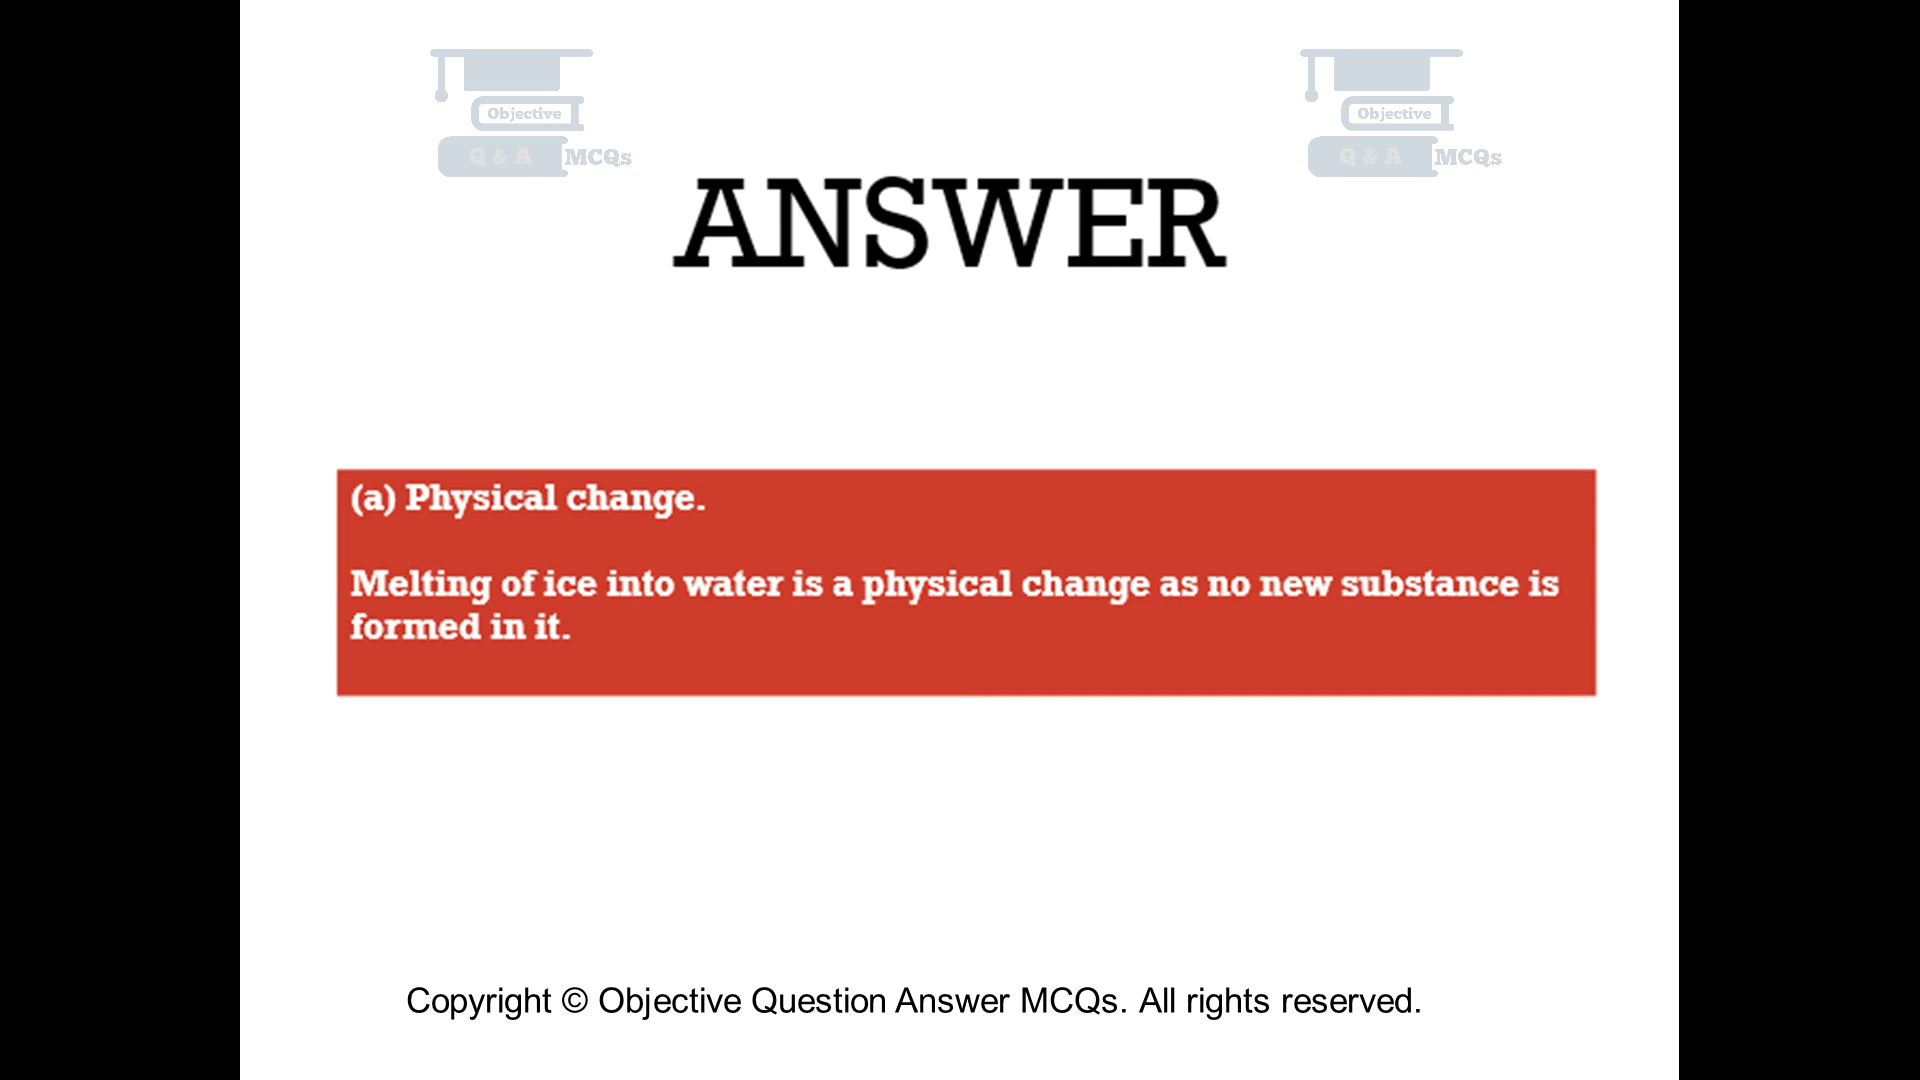 Objective
Q & A MCQs
Objective
Q & A MCQs
ANSWER
(a) Physical change.
Melting of ice into water is a physical change as no new substance is
formed in it.
Copyright © Objective Question Answer MCQs. All rights reserved.